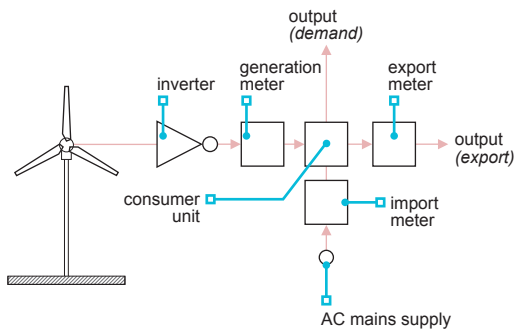 output
(demand)
inverter
generation
meter
export
meter
output
(export)
consumer
unit
import
meter
AC mains supply